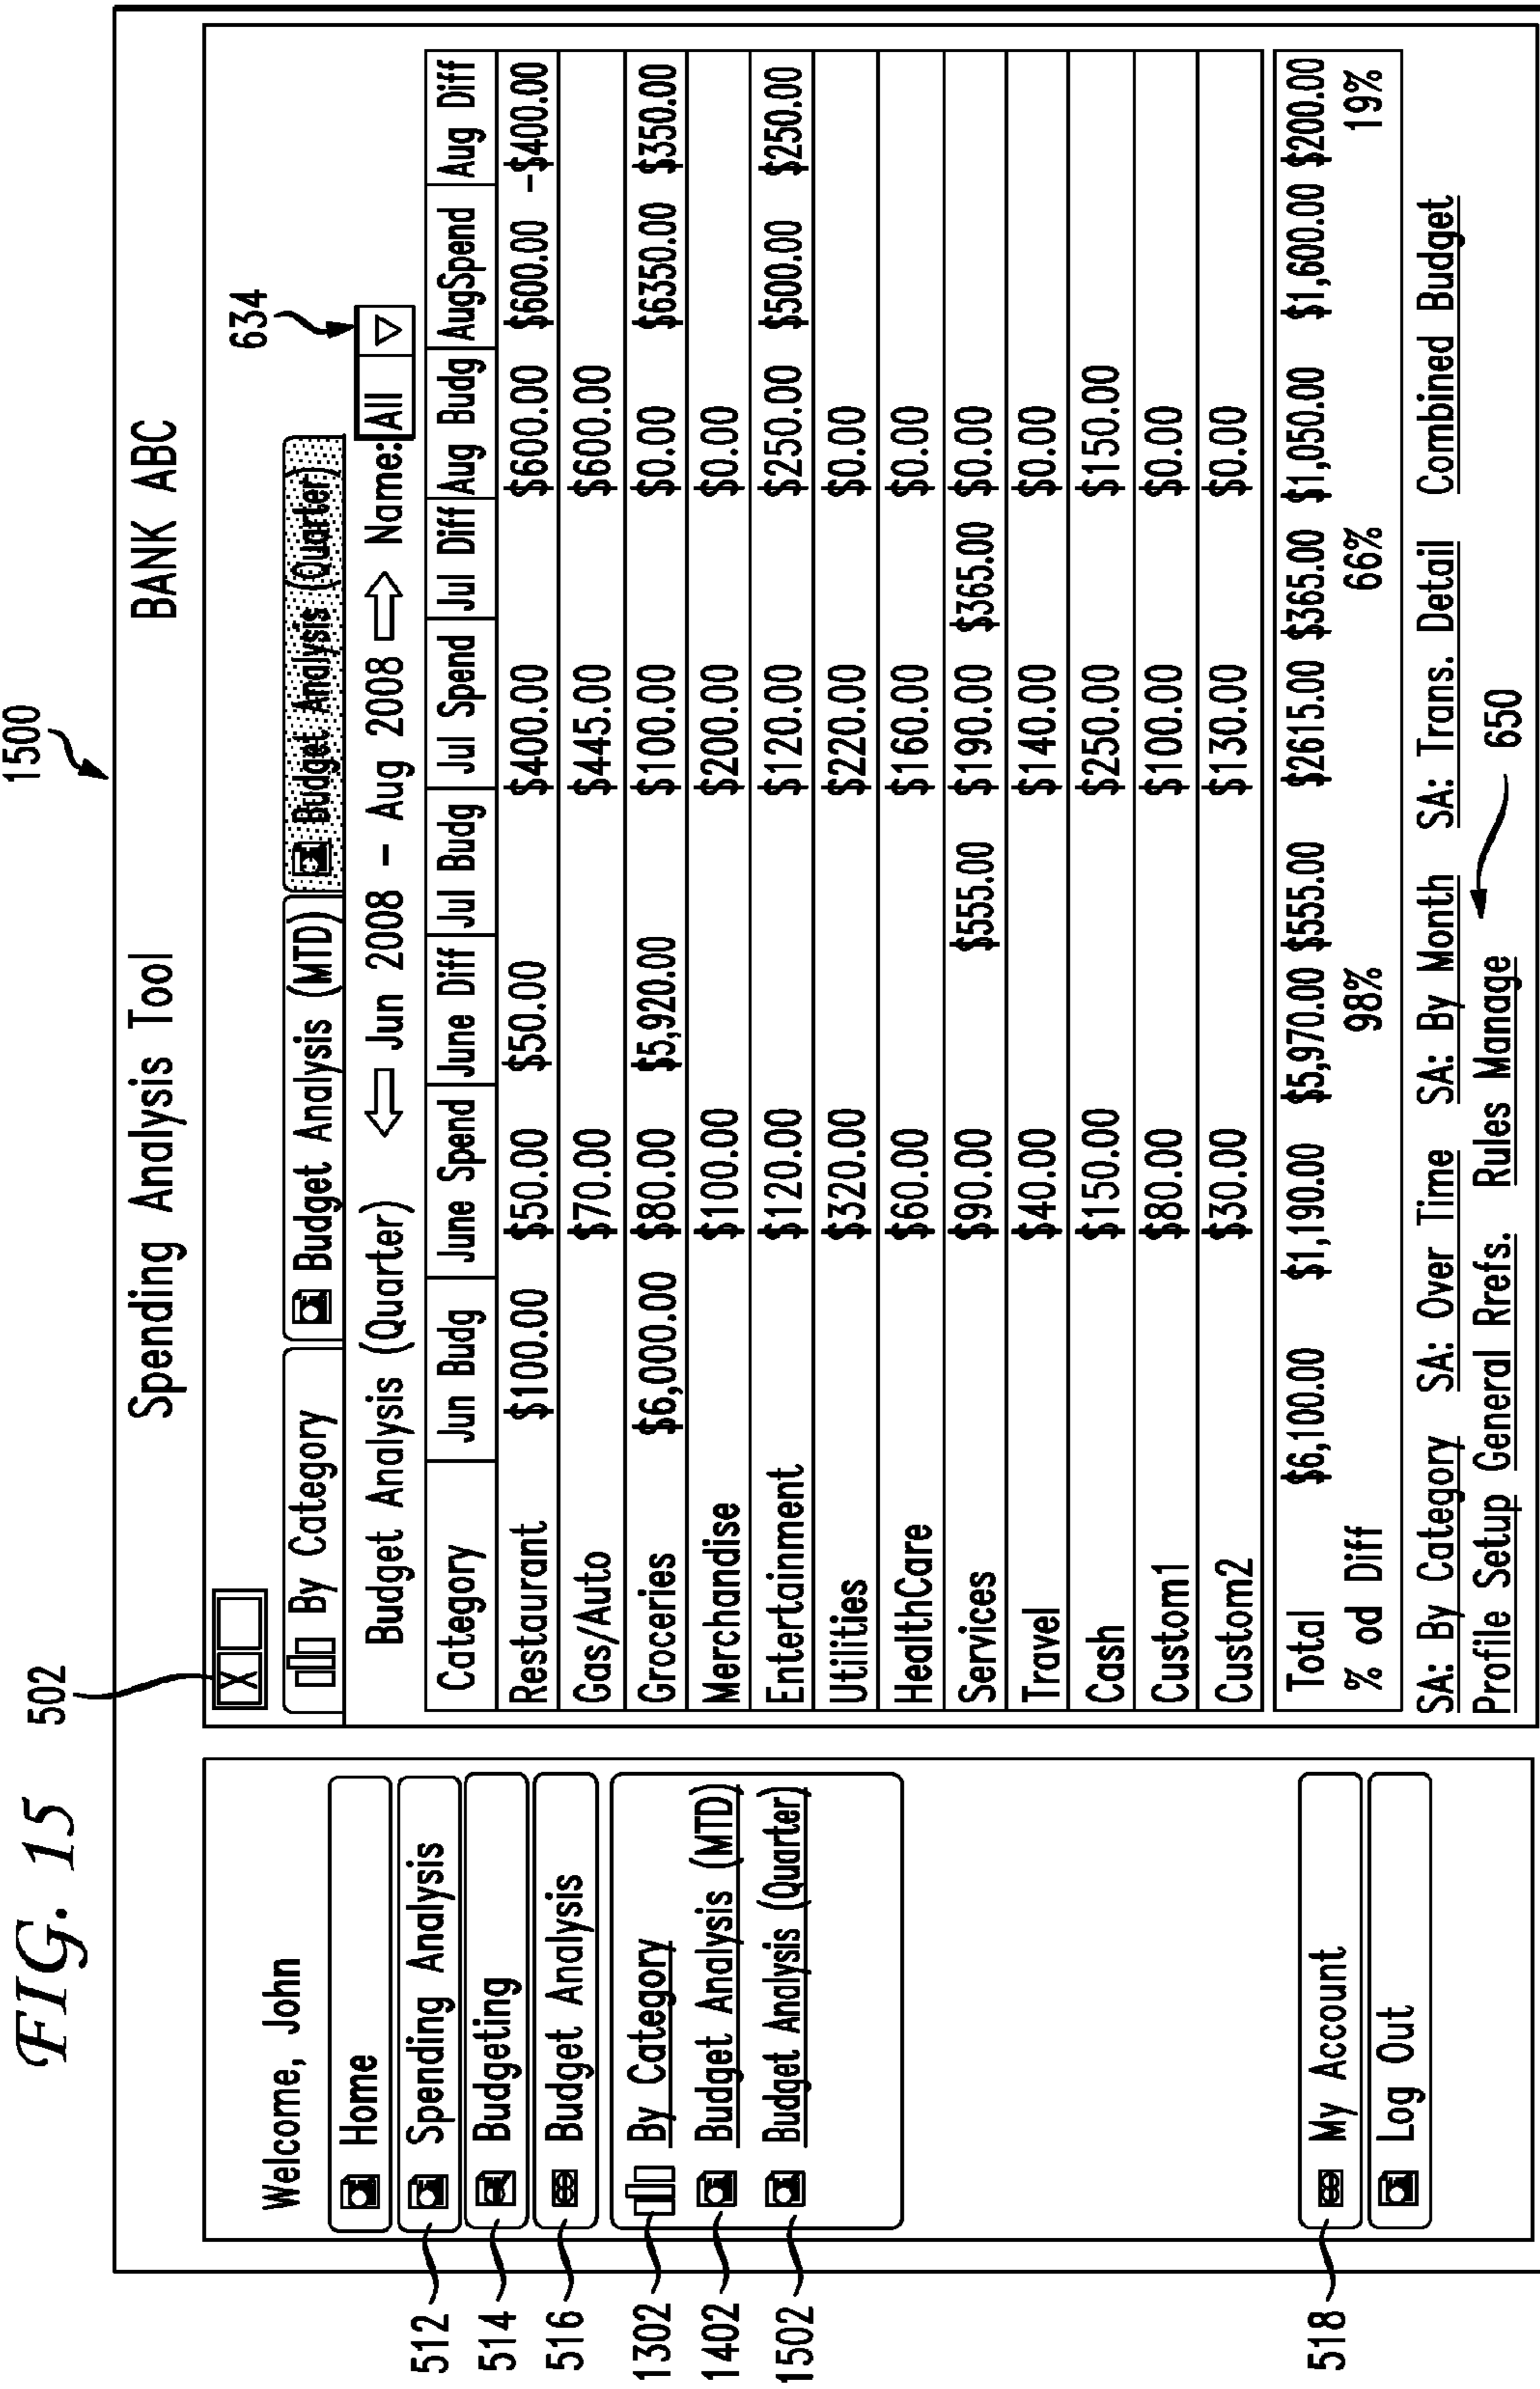 FIG. 15
1500
Spending Analysis Tool BANK ABC
502
Welcome, John
Home
512 Spending Analysis
514 Budgeting
516 Budget Analysis
1302 By Category
1402 Budget Analysis (MTD)
1502 Budget Analysis (Quarter)
518 My Account
Log Out
X
634
By Category Budget Analysis (MTD) Budget Analysis (Quarter)
Budget Analysis (Quarter) Jun 2008 - Aug 2008 Name: All
Category Jun Budg June Spend June Diff Jul Budg Jul Spend Jul Diff Aug Budg AugSpend Aug Diff
Restaurant $100.00 $50.00 $50.00 $400.00 $600.00 $600.00 -$400.00
Gas/Auto $70.00 $445.00 $600.00
Groceries $6,000.00 $80.00 $5,920.00 $100.00 $0.00 $6350.00 $350.00
Merchandise $100.00 $200.00 $0.00
Entertainment $120.00 $120.00 $250.00 $500.00 $250.00
Utilities $320.00 $220.00 $0.00
HealthCare $60.00 $160.00 $0.00
Services $90.00 $555.00 $190.00 $365.00 $0.00
Travel $40.00 $140.00 $0.00
Cash $150.00 $250.00 $150.00
Custom1 $80.00 $100.00 $0.00
Custom2 $30.00 $130.00 $0.00
Total $6,100.00 $1,190.00 $5,970.00 $555.00 $2615.00 $365.00 $1,050.00 $1,600.00 $200.00
% od Diff 98% 66% 19%
SA: By Category SA: Over Time SA: By Month SA: Trans. Detail Combined Budget
Profile Setup General Rrefs. Rules Manage
650